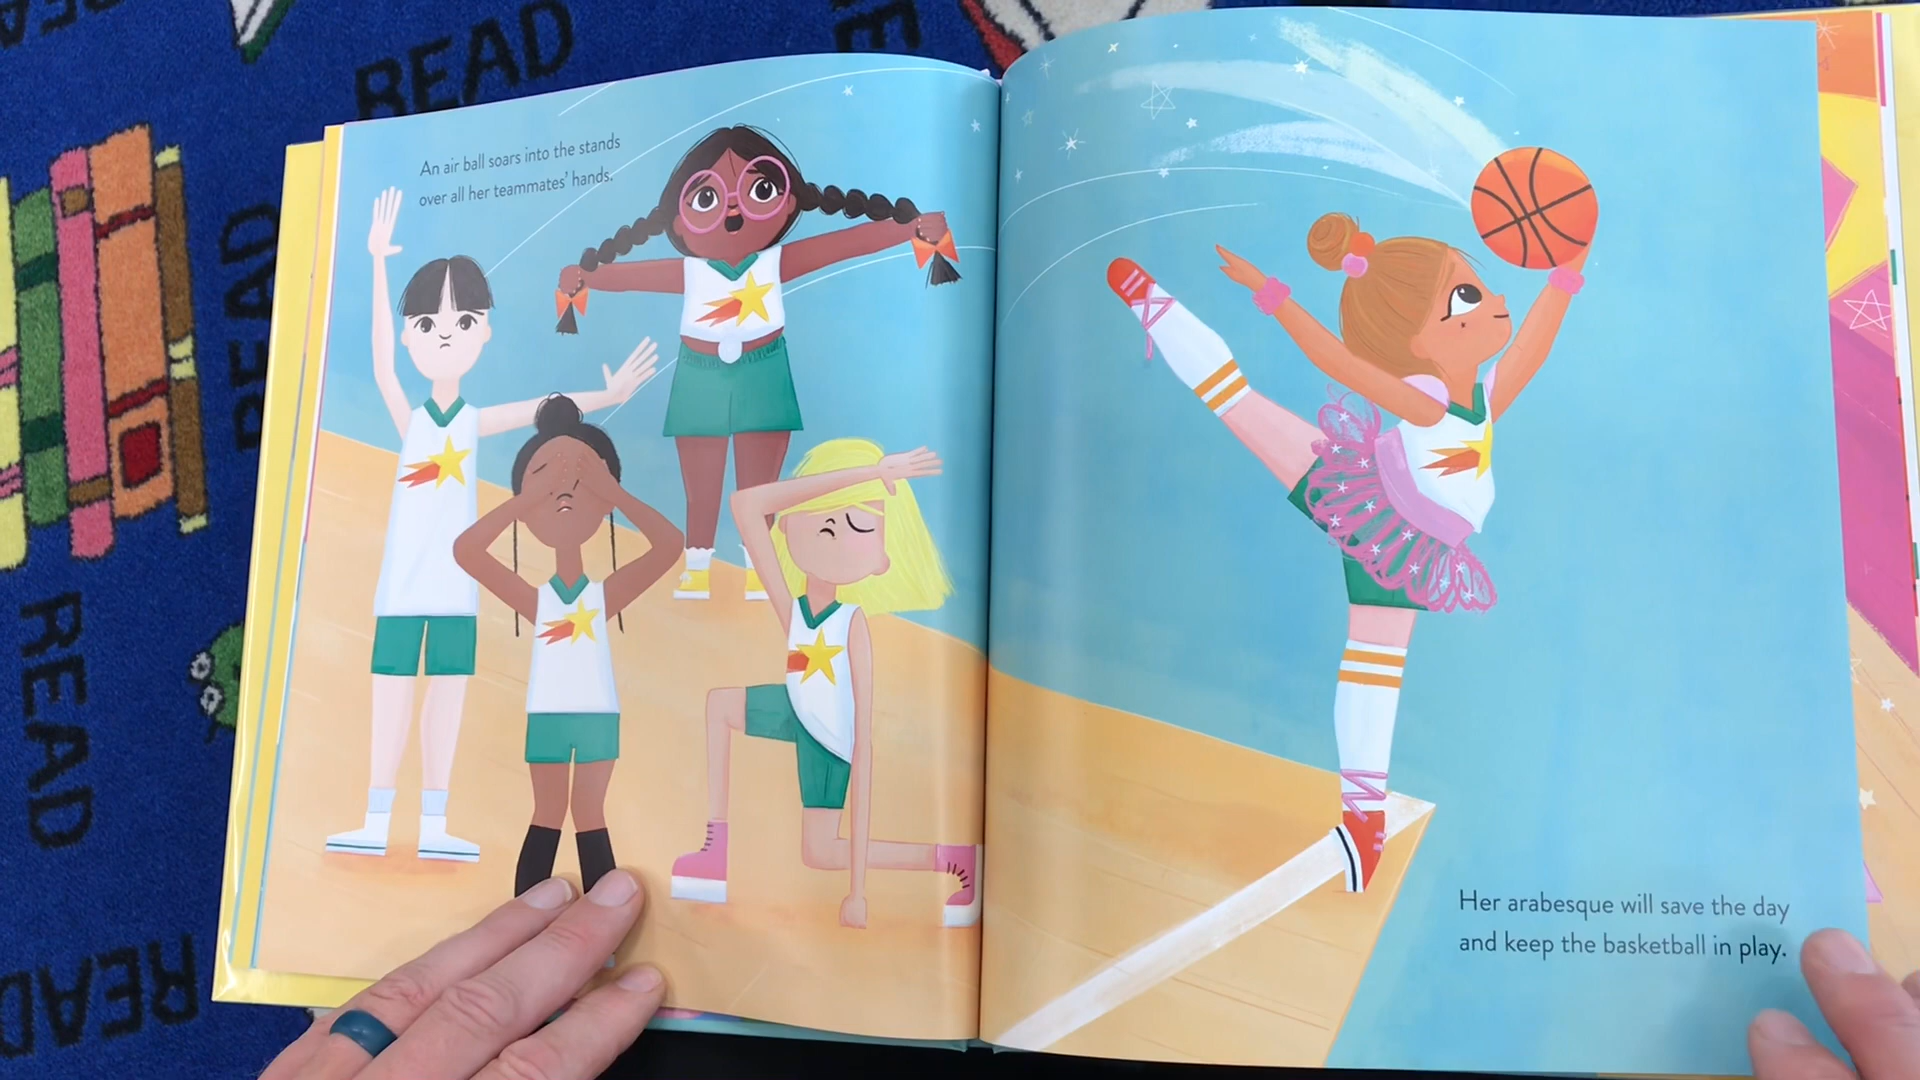 READ
READ
READ
READ
An air ball soars into the stands
over all her teammates' hands.
Her arabesque will save the day
and keep the basketball in play.